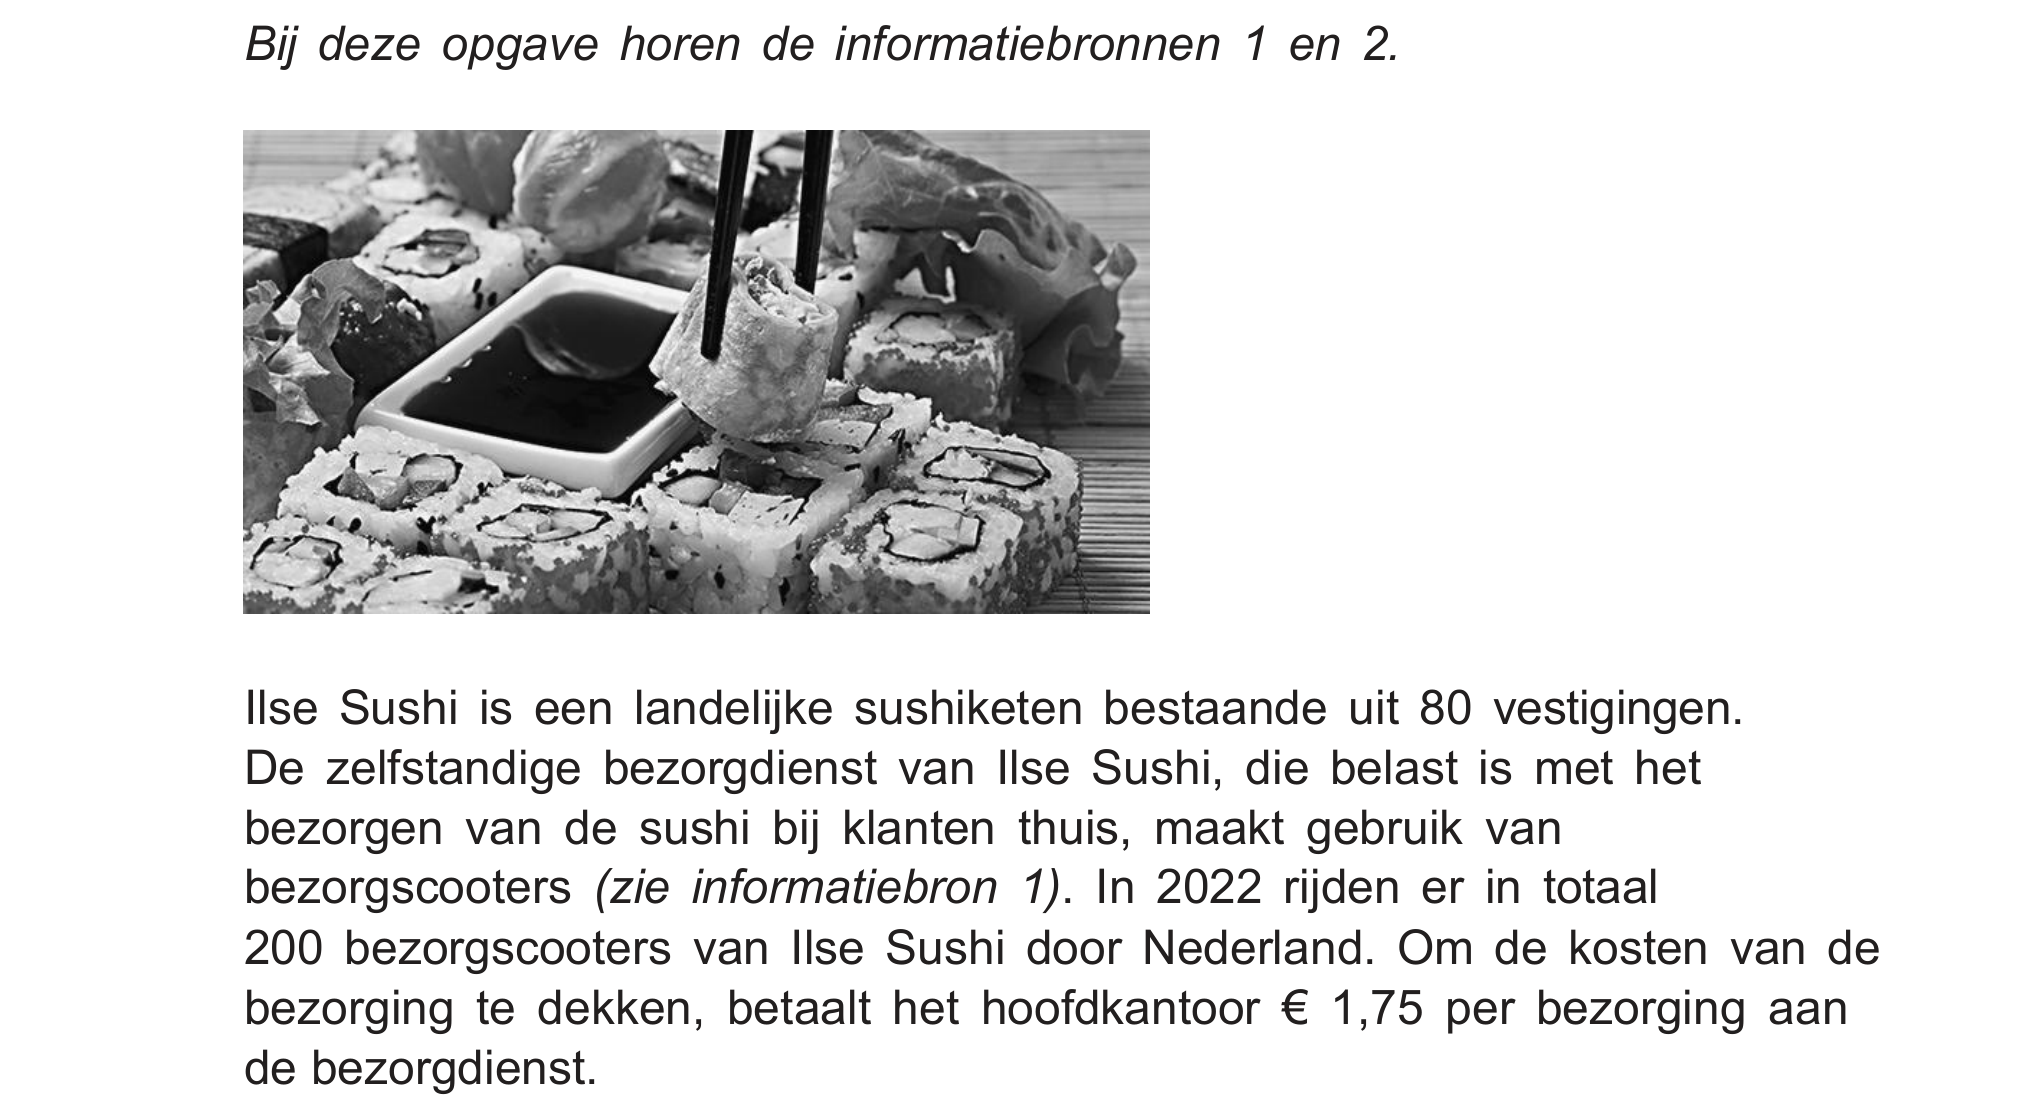 Bij deze opgave horen de informatiebronnen 1 en 2.
Ilse Sushi is een landelijke sushiketen bestaande uit 80 vestigingen.
De zelfstandige bezorgdienst van Ilse Sushi, die belast is met het
bezorgen van de sushi bij klanten thuis, maakt gebruik van
bezorgscooters (zie informatiebron 1). In 2022 rijden er in totaal
200 bezorgscooters van Ilse Sushi door Nederland. Om de kosten van de
bezorging te dekken, betaalt het hoofdkantoor € 1,75 per bezorging aan
de bezorgdienst.